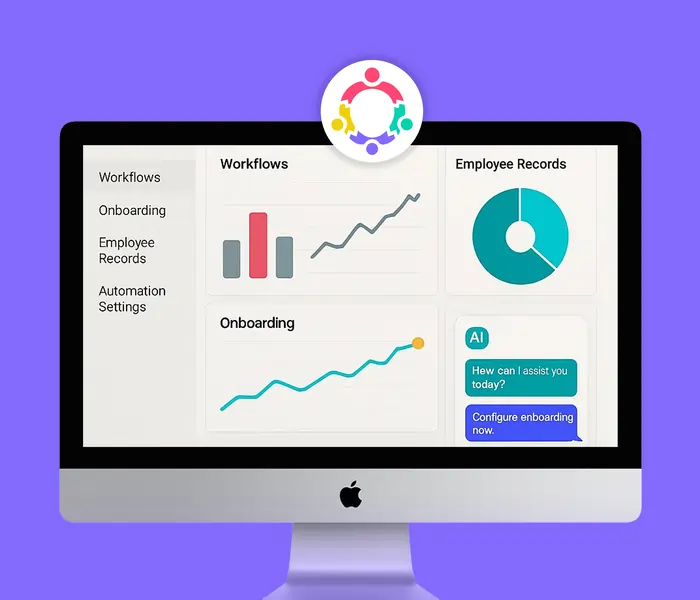 Workflows
Onboarding
Employee
Records
Automation
Settings
Workflows
Employee Records
Onboarding
AI
Hew can I assist you
today?
Configure enboarding
now.